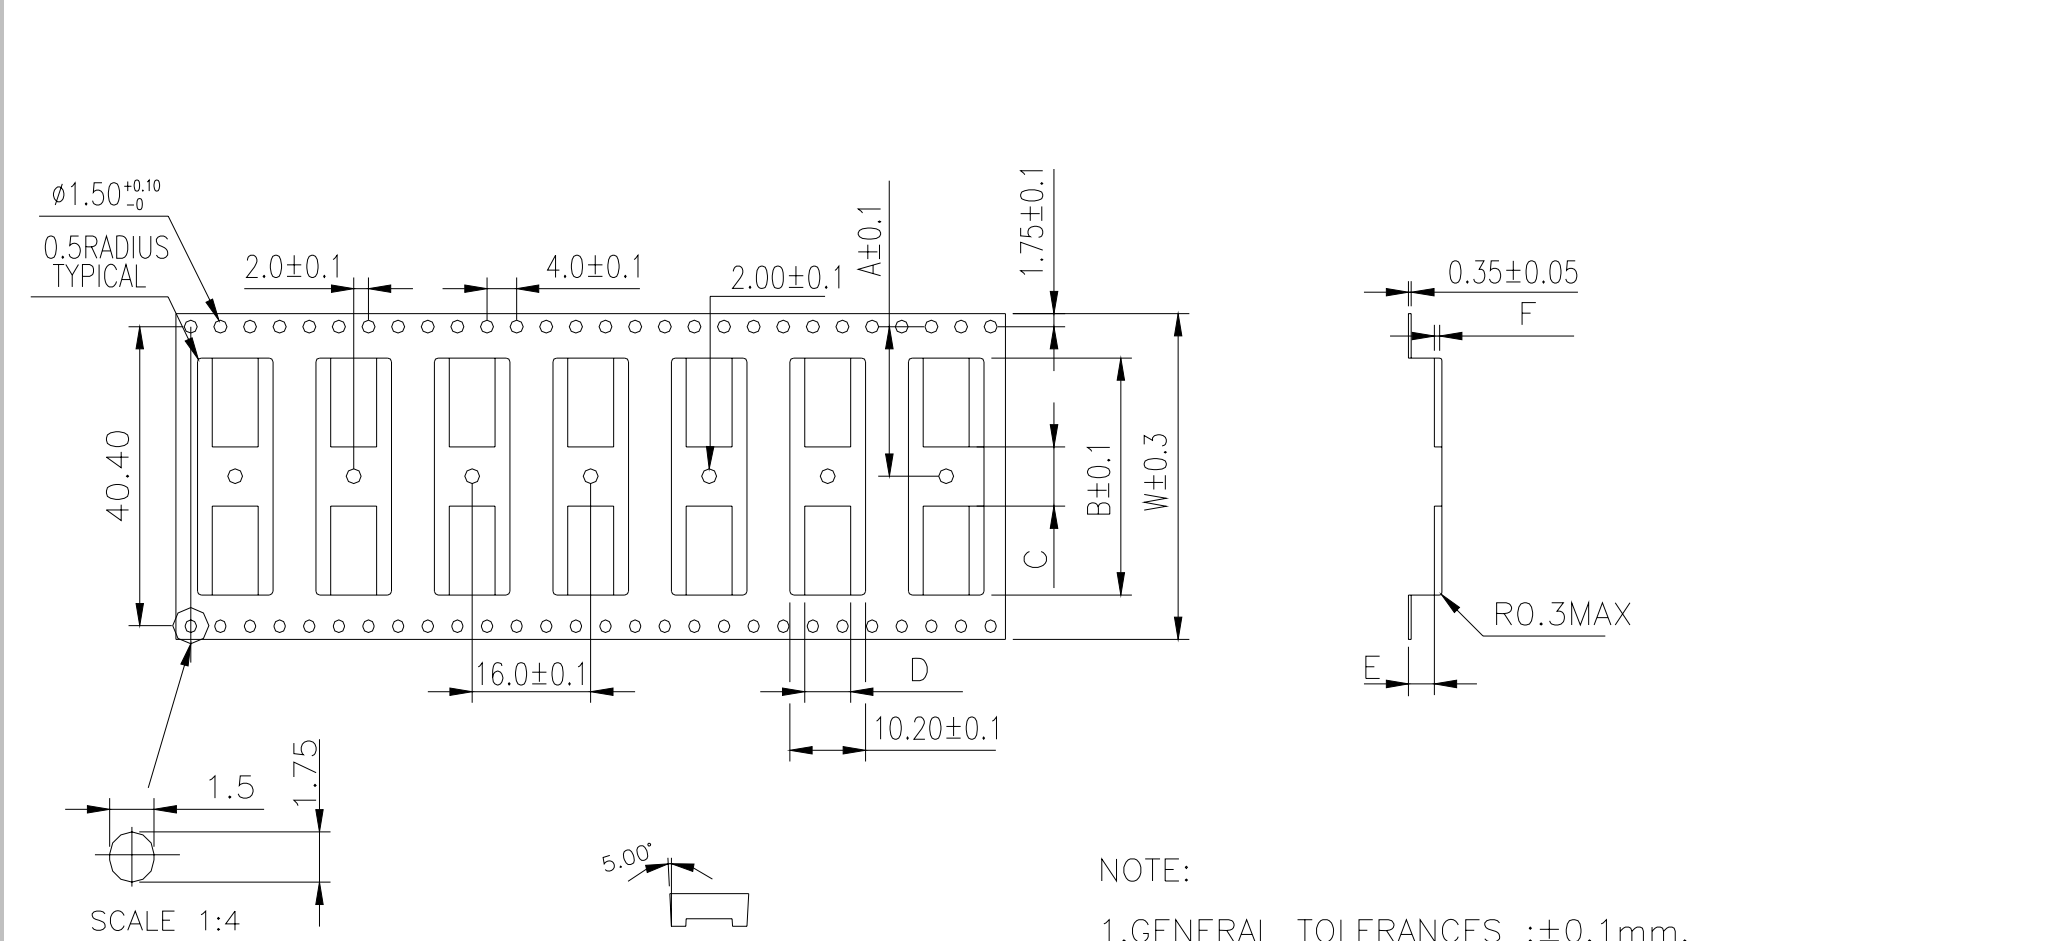 ø1.50+0.10 -0
0.5RADIUS
TYPICAL
2.0±0.1
4.0±0.1
2.00±0.1
A±0.1
1.75±0.1
40.40
C
B±0.1
W±0.3
16.0±0.1
D
10.20±0.1
0.35±0.05
F
R0.3MAX
E
1.5
1.75
SCALE 1:4
5.00°
NOTE:
1.GENERAL TOLERANCES :±0.1mm.